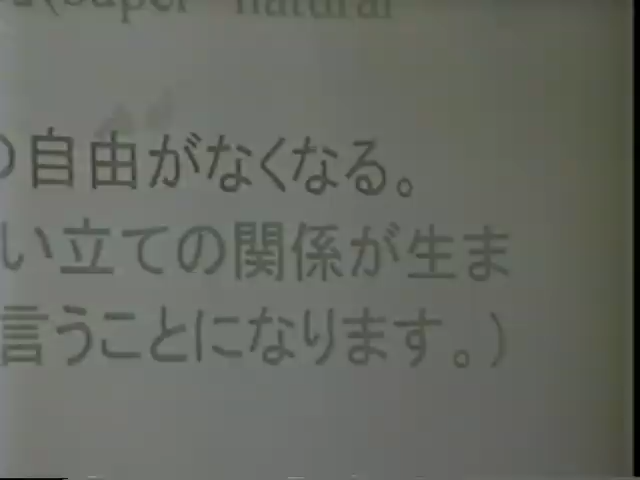 (super natural
の自由がなくなる。
い立ての関係が生ま
言うことになります。)